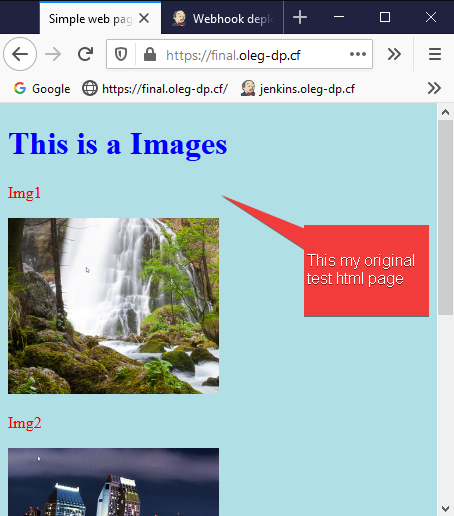 Simple web pag
Webhook depl
https://final.oleg-dp.cf
Google
https://final.oleg-dp.cf/
jenkins.oleg-dp.cf
This is a Images
Img1
This my original
test html page
Img2